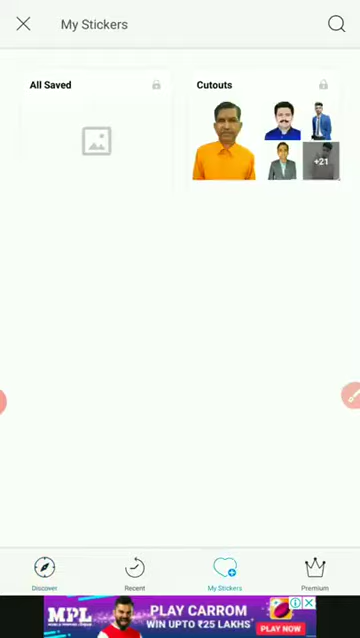 My Stickers
All Saved
Cutouts
+21
Discover
Recent
My Stickers
Premium
MPL
PLAY CARROM
WIN UPTO ₹25 LAKHS
PLAY NOW